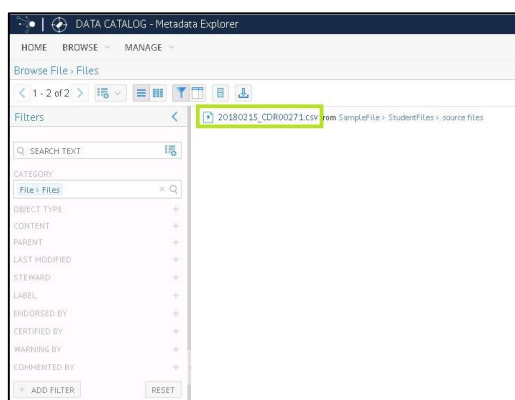 DATA CATALOG - Metadata Explorer
HOME BROWSE MANAGE
Browse File › Files
1 - 2 of 2
Filters
20180215_CDR00271.csv rom SampleFile › StudentFiles › source files
SEARCH TEXT
CATEGORY
File › Files
OBJECT TYPE
CONTENT
PARENT
LAST MODIFIED
STEWARD
LABEL
ENDORSED BY
CERTIFIED BY
WARNING BY
COMMENTED BY
+ ADD FILTER RESET